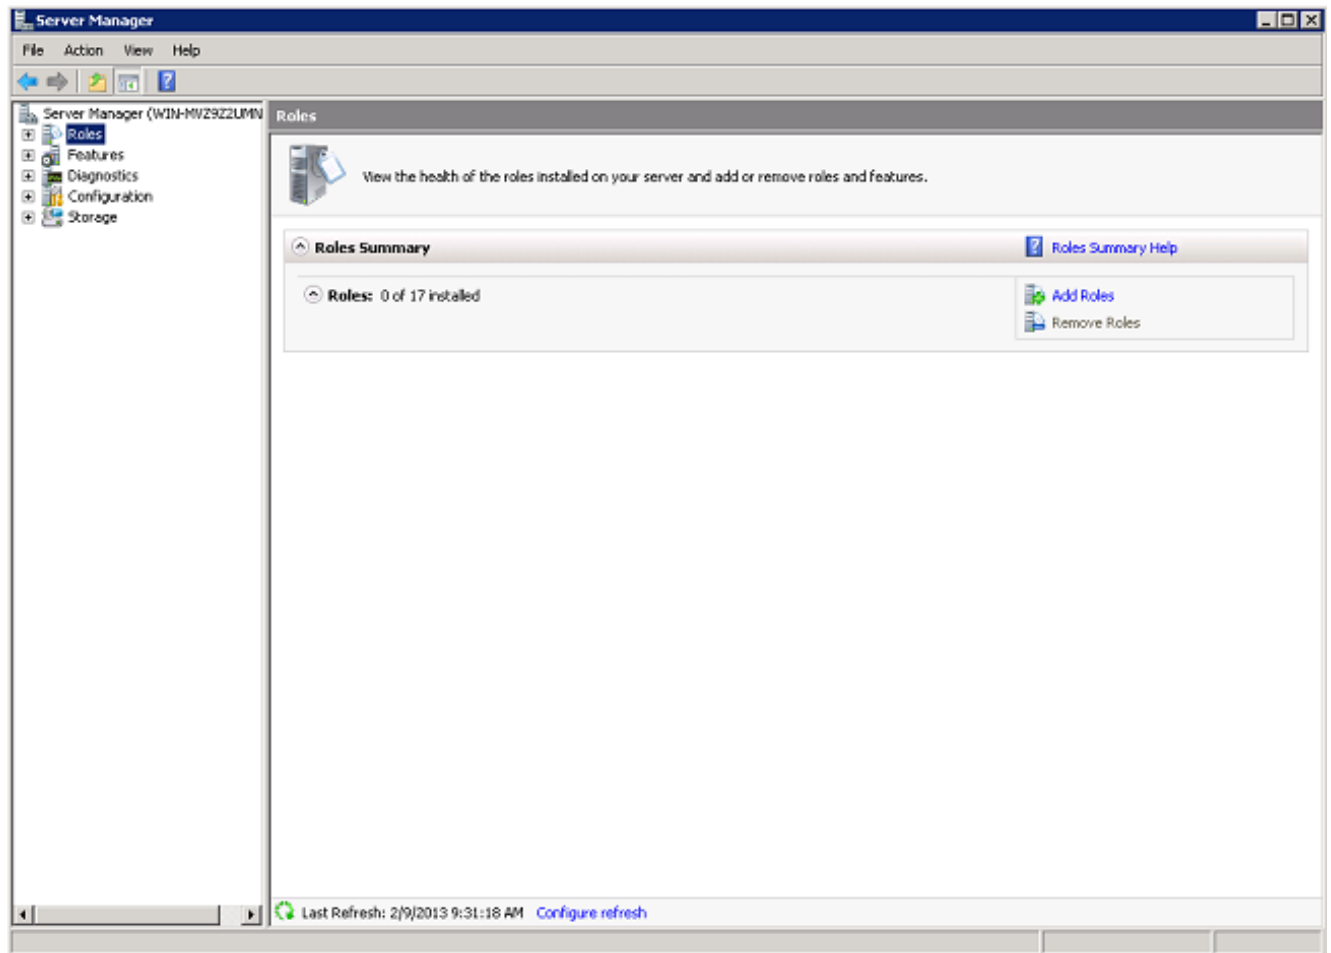 Server Manager
File Action View Help
Server Manager (WIN-MVZ9Z2UMN
Roles
Features
Diagnostics
Configuration
Storage
Roles
View the health of the roles installed on your server and add or remove roles and features.
Roles Summary
Roles Summary Help
Roles: 0 of 17 installed
Add Roles
Remove Roles
Last Refresh: 2/9/2013 9:31:18 AM Configure refresh